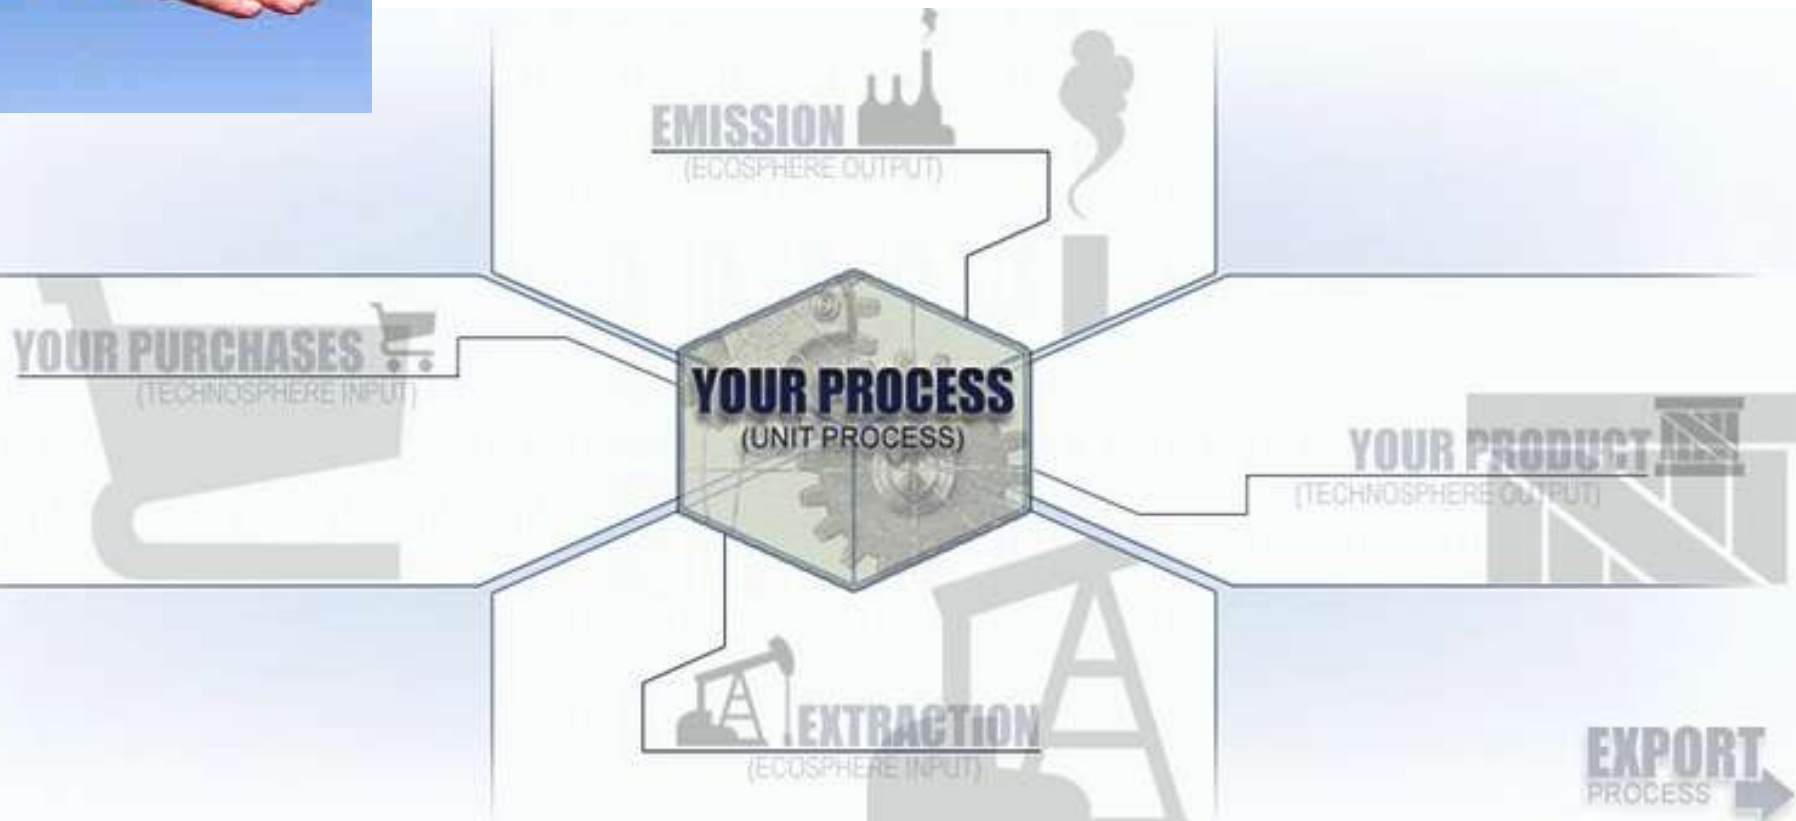 EMISSION
(ECOSPHERE OUTPUT)
YOUR PURCHASES
(TECHNOSPHERE INPUT)
YOUR PROCESS
(UNIT PROCESS)
YOUR PRODUCT
(TECHNOSPHERE OUTPUT)
EXTRACTION
(ECOSPHERE INPUT)
EXPORT
PROCESS